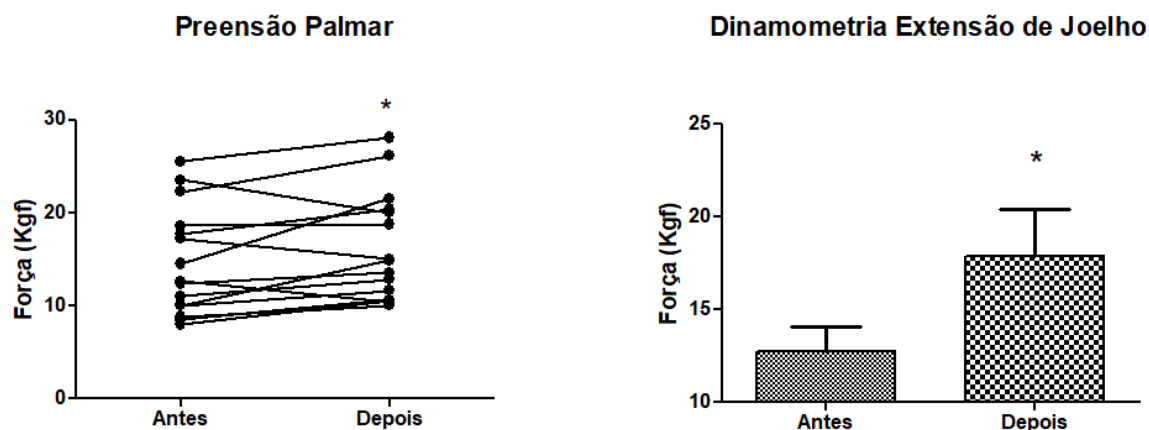 Preensão Palmar
*
30
20
10
0
Força (Kgf)
Antes Depois
Dinamometria Extensão de Joelho
*
25
20
15
10
Força (Kgf)
Antes Depois